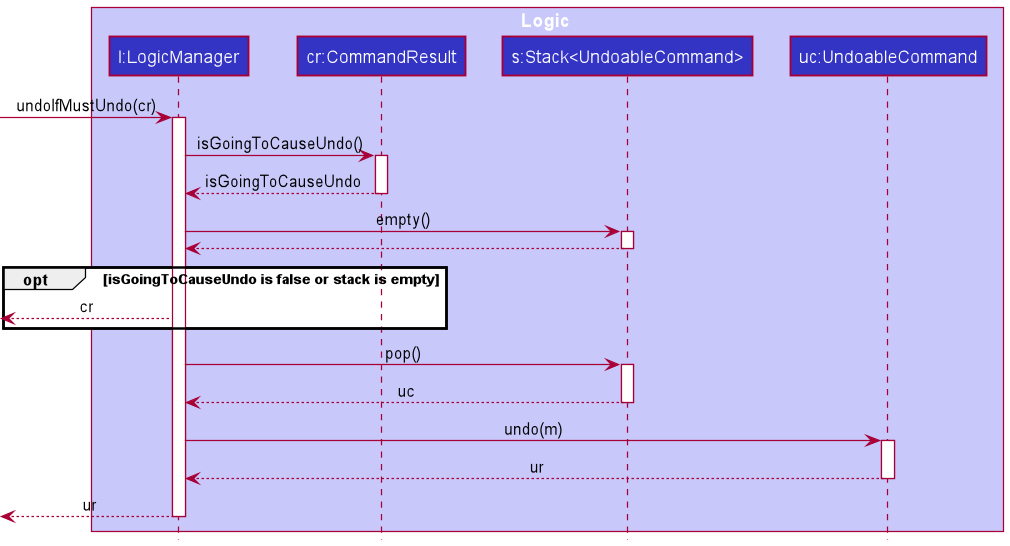 Logic
l:LogicManager
cr:CommandResult
s:Stack<UndoableCommand>
uc:UndoableCommand
undoIfMustUndo(cr)
isGoingToCauseUndo()
isGoingToCauseUndo
empty()
opt
[isGoingToCauseUndo is false or stack is empty]
cr
pop()
uc
undo(m)
ur
ur